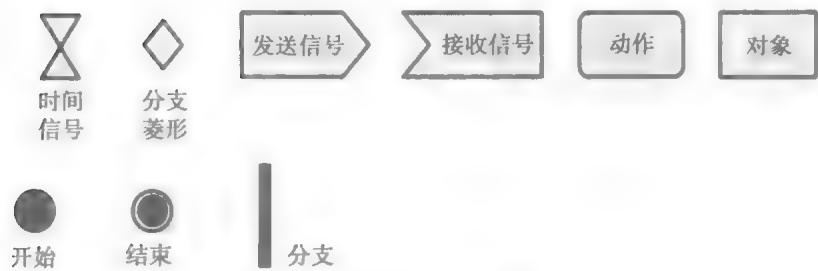 发送信号
接收信号
动作
对象
时间
信号
分支
菱形
开始
结束
分支